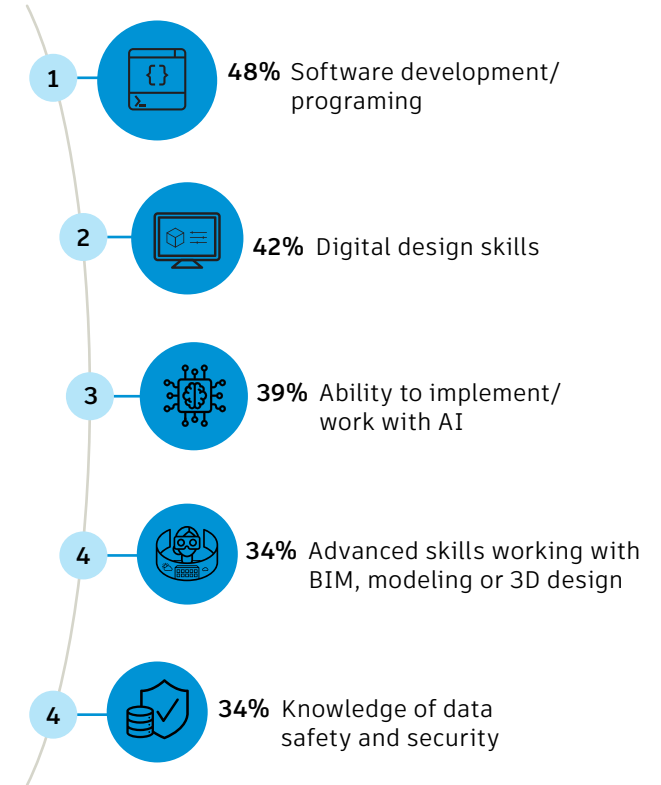 1
48% Software development/
programing
2
42% Digital design skills
3
39% Ability to implement/
work with AI
4
34% Advanced skills working with
BIM, modeling or 3D design
4
34% Knowledge of data
safety and security